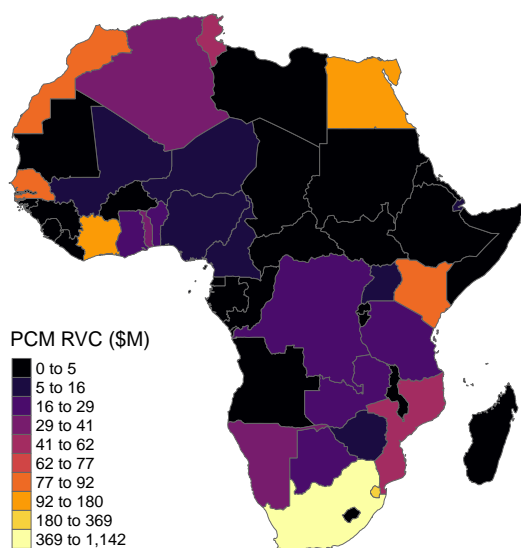 PCM RVC ($M)
0 to 5
5 to 16
16 to 29
29 to 41
41 to 62
62 to 77
77 to 92
92 to 180
180 to 369
369 to 1,142